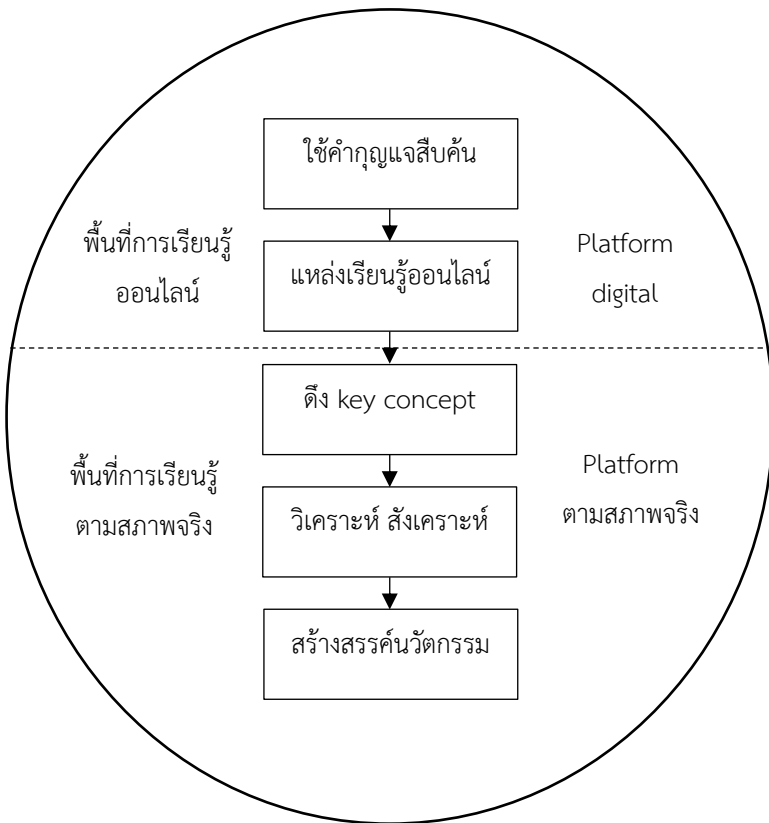 ใช้คำกุญแจสืบค้น
พื้นที่การเรียนรู้
ออนไลน์
แหล่งเรียนรู้ออนไลน์
Platform
digital
ดึง key concept
พื้นที่การเรียนรู้
ตามสภาพจริง
วิเคราะห์ สังเคราะห์
Platform
ตามสภาพจริง
สร้างสรรค์นวัตกรรม